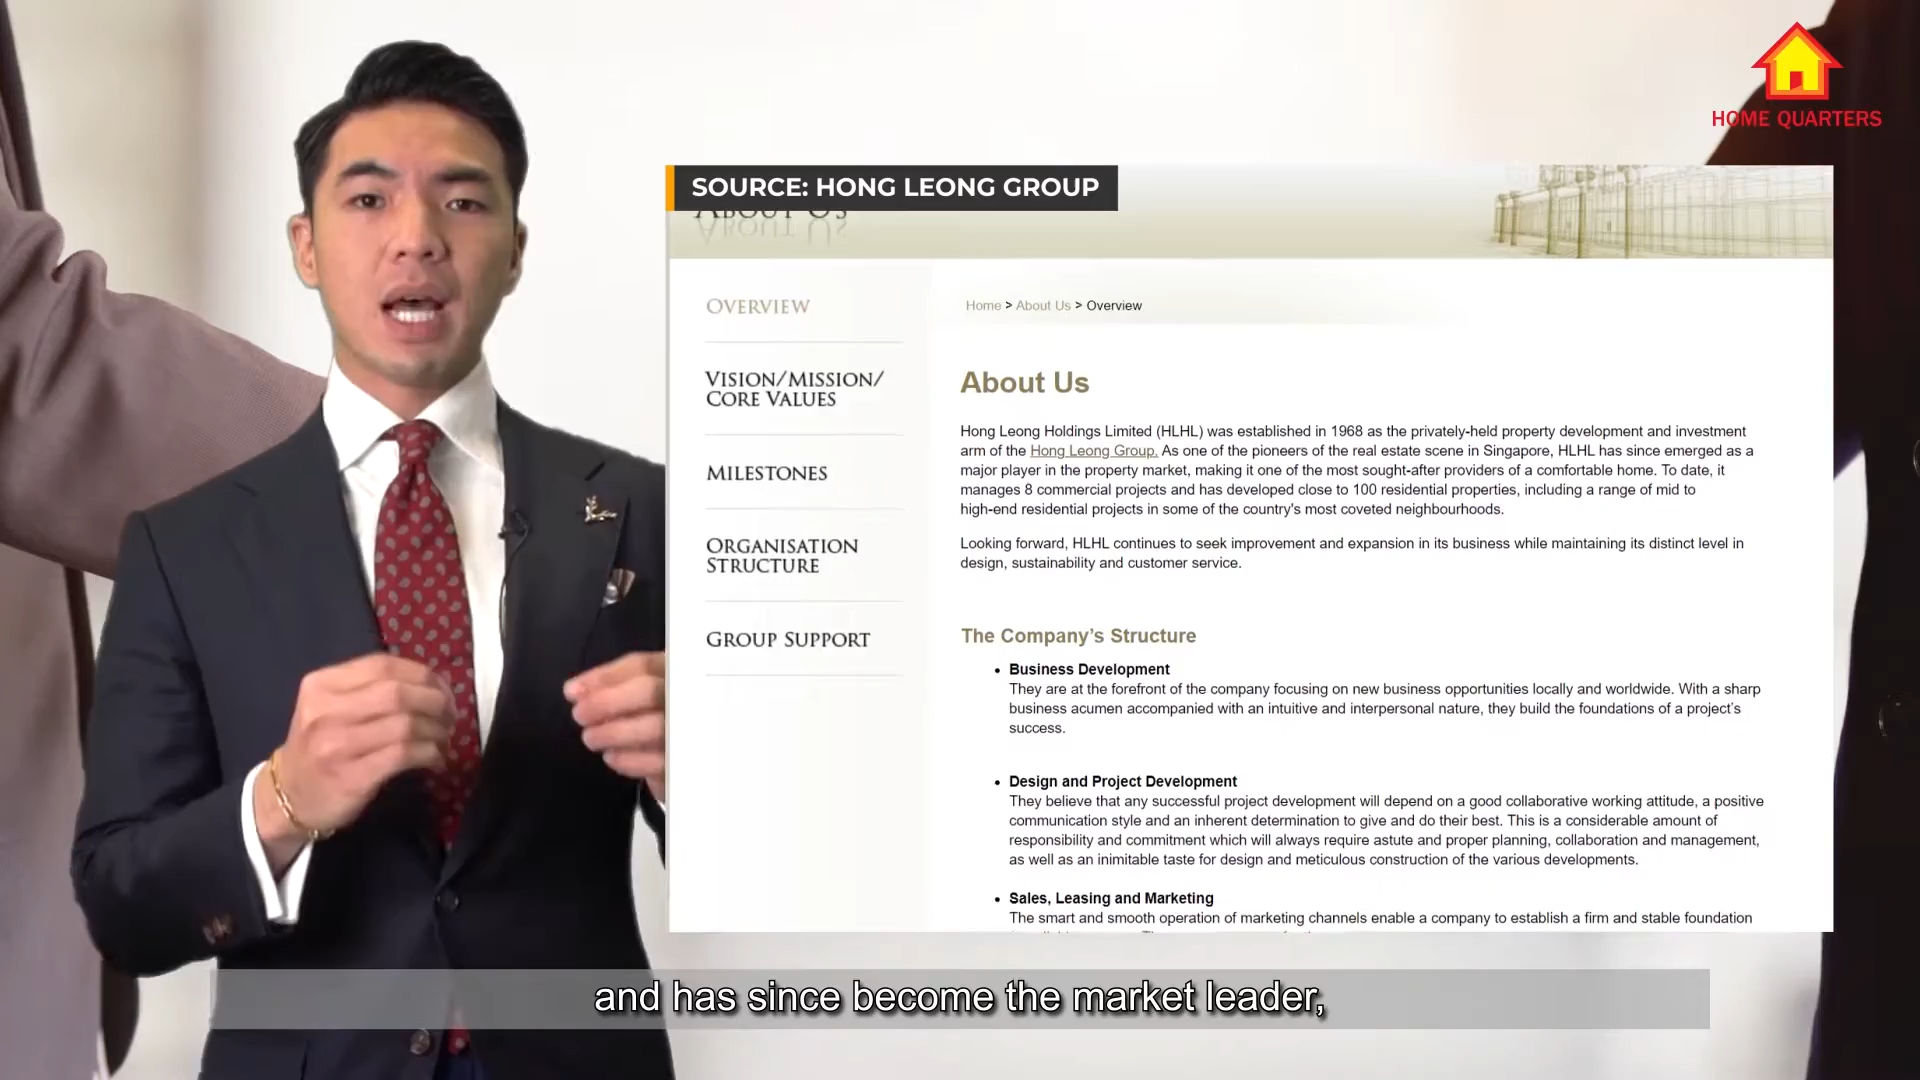 HOME QUARTERS
SOURCE: HONG LEONG GROUP
ABOUT US
OVERVIEW
VISION/MISSION/
CORE VALUES
MILESTONES
ORGANISATION
STRUCTURE
GROUP SUPPORT
Home > About Us > Overview
About Us
Hong Leong Holdings Limited (HLHL) was established in 1968 as the privately-held property development and investment
arm of the Hong Leong Group. As one of the pioneers of the real estate scene in Singapore, HLHL has since emerged as a
major player in the property market, making it one of the most sought-after providers of a comfortable home. To date, it
manages 8 commercial projects and has developed close to 100 residential properties, including a range of mid to
high-end residential projects in some of the country's most coveted neighbourhoods.
Looking forward, HLHL continues to seek improvement and expansion in its business while maintaining its distinct level in
design, sustainability and customer service.
The Company's Structure
• Business Development
They are at the forefront of the company focusing on new business opportunities locally and worldwide. With a sharp
business acumen accompanied with an intuitive and interpersonal nature, they build the foundations of a project's
success.
• Design and Project Development
They believe that any successful project development will depend on a good collaborative working attitude, a positive
communication style and an inherent determination to give and do their best. This is a considerable amount of
responsibility and commitment which will always require astute and proper planning, collaboration and management,
as well as an inimitable taste for design and meticulous construction of the various developments.
• Sales, Leasing and Marketing
The smart and smooth operation of marketing channels enable a company to establish a firm and stable foundation
and has since become the market leader,